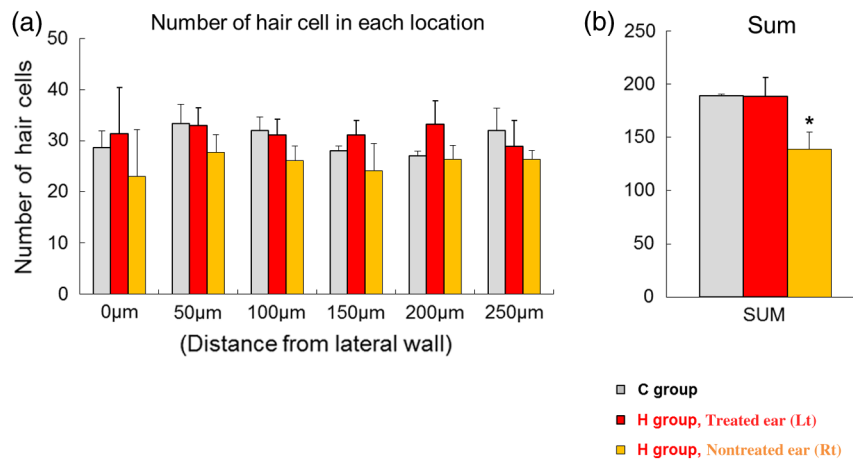 (a)
Number of hair cell in each location
Number of hair cells
50
40
30
20
10
0
0µm 50µm 100µm 150µm 200µm 250µm
(Distance from lateral wall)
(b)
Sum
250
200
150
100
50
0
*
SUM
C group
H group, Treated ear (Lt)
H group, Nontreated ear (Rt)